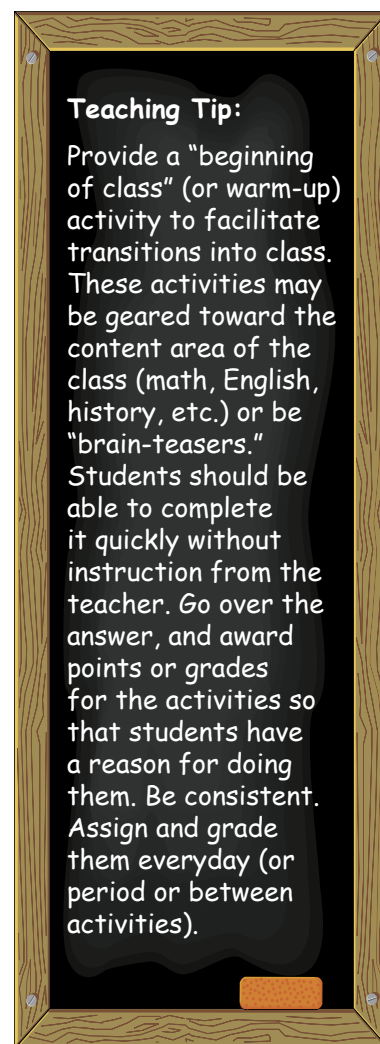 Teaching Tip:
Provide a “beginning
of class” (or warm-up)
activity to facilitate
transitions into class.
These activities may
be geared toward the
content area of the
class (math, English,
history, etc.) or be
“brain-teasers.”
Students should be
able to complete
it quickly without
instruction from the
teacher. Go over the
answer, and award
points or grades
for the activities so
that students have
a reason for doing
them. Be consistent.
Assign and grade
them everyday (or
period or between
activities).